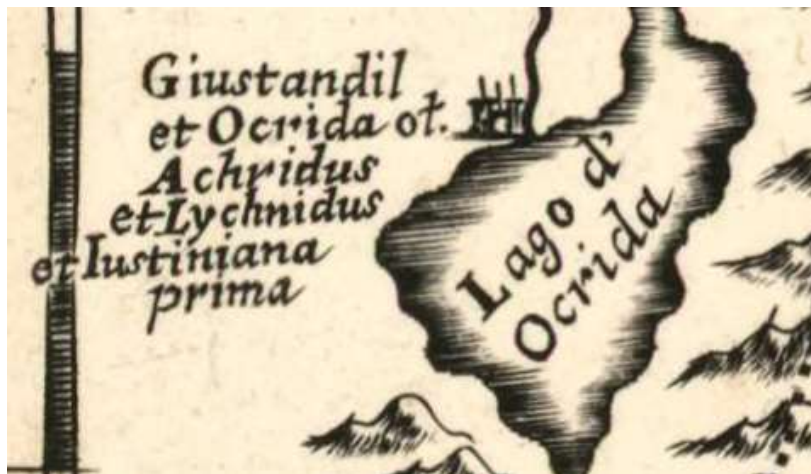 Giustandil
et Ocrida ol.
Achridus
et Lychnidus
et Iustiniana
prima
Lago d'
Ocrida